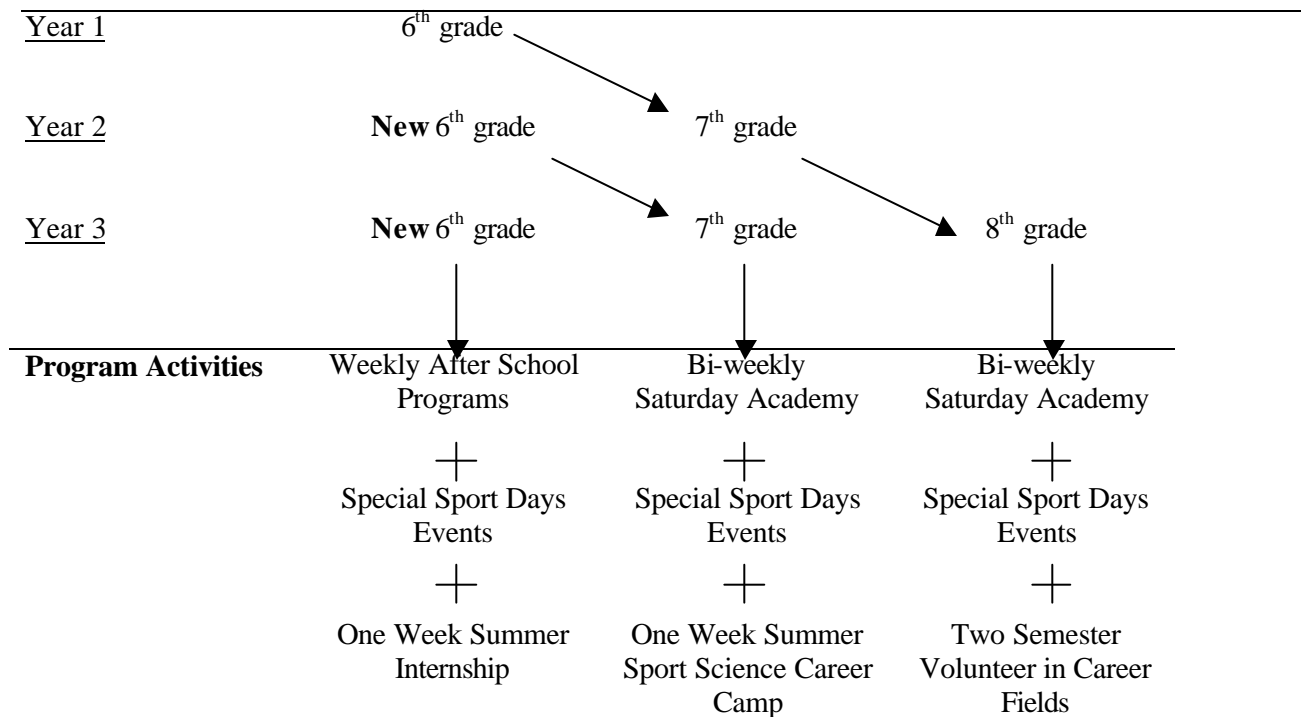 Year 1 6th grade
Year 2 New 6th grade 7th grade
Year 3 New 6th grade 7th grade 8th grade
Program Activities Weekly After School Bi-weekly Bi-weekly
Programs Saturday Academy Saturday Academy
+ + +
Special Sport Days Special Sport Days Special Sport Days
Events Events Events
+ + +
One Week Summer One Week Summer Two Semester
Internship Sport Science Career Volunteer in Career
Camp Fields